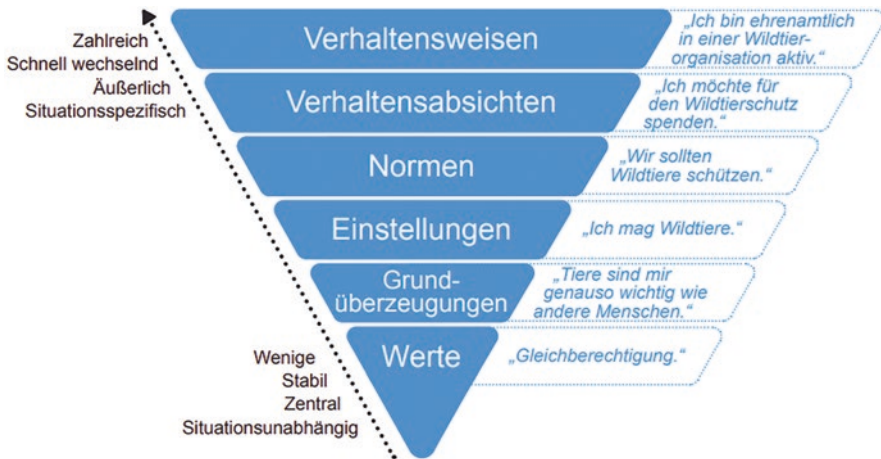 Zahlreich
Schnell wechselnd
Äußerlich
Situationsspezifisch
Verhaltensweisen
„Ich bin ehrenamtlich
in einer Wildtier-
organisation aktiv.“
Verhaltensabsichten
„Ich möchte für
den Wildtierschutz
spenden.“
Normen
„Wir sollten
Wildtiere schützen.“
Einstellungen
„Ich mag Wildtiere.“
Grund-
überzeugungen
„Tiere sind mir
genauso wichtig wie
andere Menschen.“
Werte
„Gleichberechtigung.“
Wenige
Stabil
Zentral
Situationsunabhängig